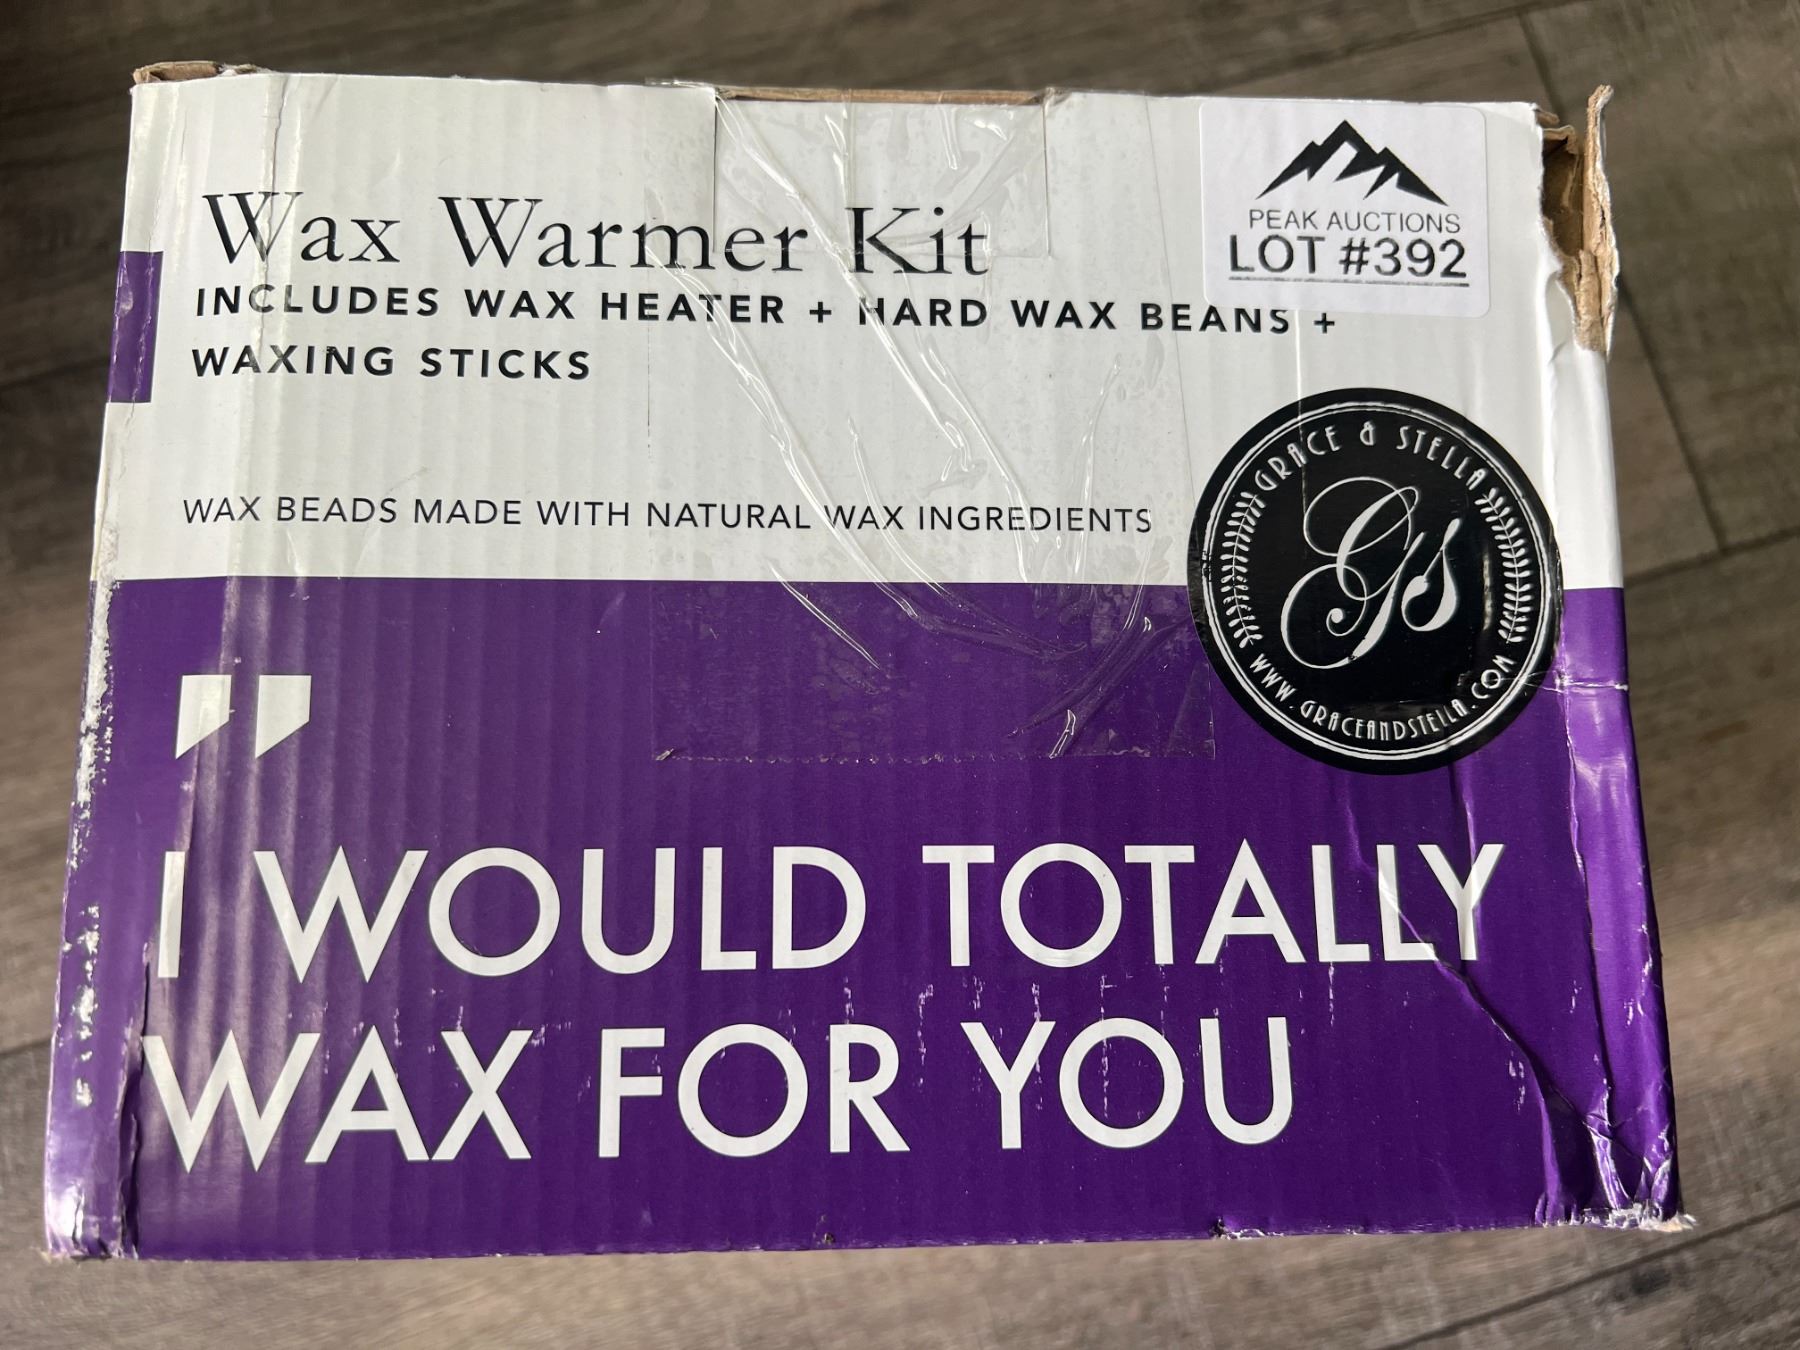 Wax Warmer Kit
INCLUDES WAX HEATER + HARD WAX BEANS +
WAXING STICKS
WAX BEADS MADE WITH NATURAL WAX INGREDIENTS
PEAK AUCTIONS
LOT #392
GRACE & STELLA
Gs
WWW.GRACEANDSTELLA.COM
"
I WOULD TOTALLY
WAX FOR YOU